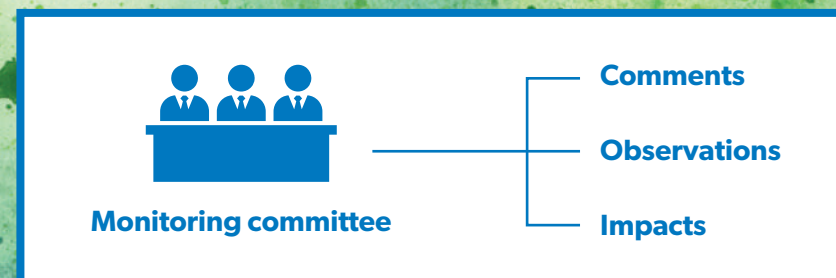 Comments
Observations
Monitoring committee
Impacts